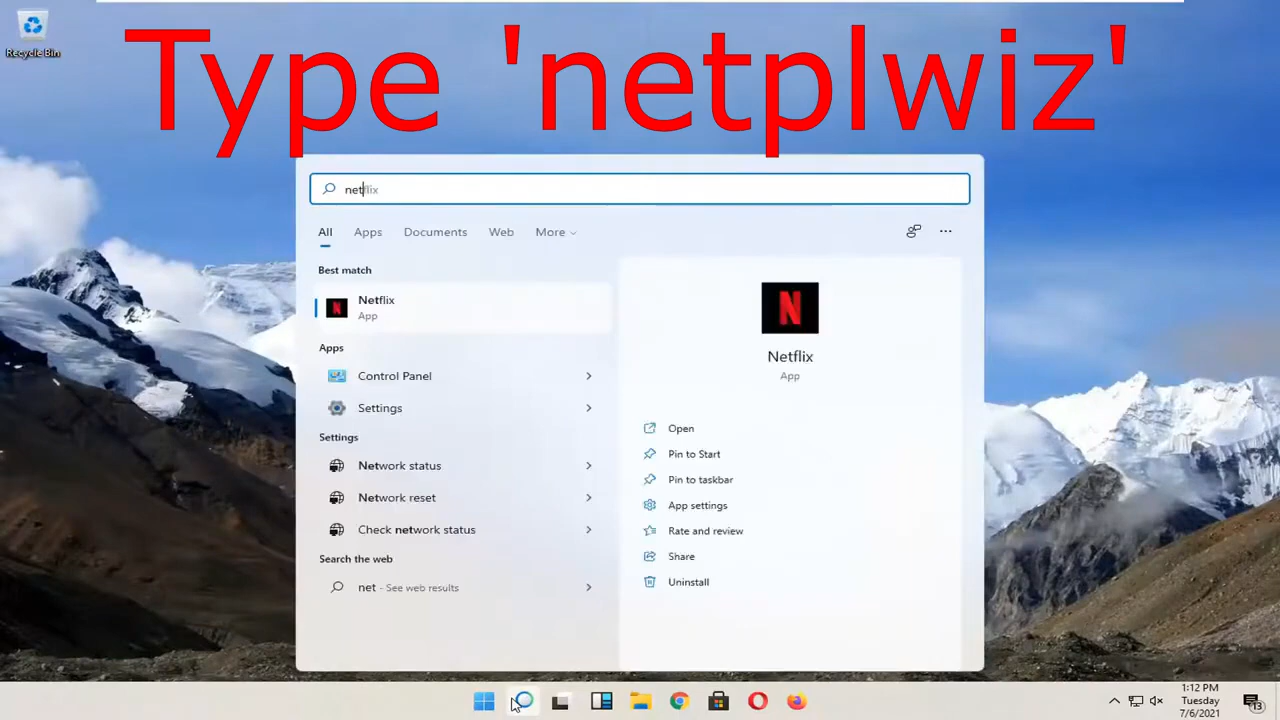 Recycle Bin
Type 'netplwiz'
netflix
All Apps Documents Web More
Best match
Netflix
App
Apps
Control Panel
Settings
Settings
Network status
Network reset
Check network status
Search the web
net - See web results
N
Netflix
App
Open
Pin to Start
Pin to taskbar
App settings
Rate and review
Share
Uninstall
1:12 PM
Tuesday
7/6/2021
13